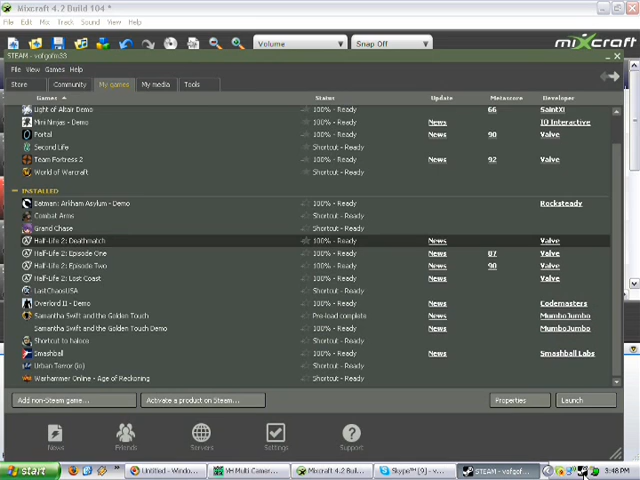 Mixcraft 4.2 Build 104 *
File Edit Mix Track Sound Video Help
Volume Snap Off mixcraft
STEAM - vofgofm33
File View Games Help
Store Community My games My media Tools
Games Status Update Metascore Developer
Light of Altair Demo 100% - Ready 66 SaintXi
Mini Ninjas - Demo 100% - Ready News IO Interactive
Portal 100% - Ready News 90 Valve
Second Life Shortcut - Ready
Team Fortress 2 100% - Ready News 92 Valve
World of Warcraft Shortcut - Ready
INSTALLED
Batman: Arkham Asylum - Demo 100% - Ready Rocksteady
Combat Arms Shortcut - Ready
Grand Chase Shortcut - Ready
Half-Life 2: Deathmatch 100% - Ready News Valve
Half-Life 2: Episode One 100% - Ready News 87 Valve
Half-Life 2: Episode Two 100% - Ready News 90 Valve
Half-Life 2: Lost Coast 100% - Ready News Valve
LastChaosUSA Shortcut - Ready
Overlord II - Demo 100% - Ready News Codemasters
Samantha Swift and the Golden Touch Pre-load complete News MumboJumbo
Samantha Swift and the Golden Touch Demo 100% - Ready News MumboJumbo
Shortcut to haloce Shortcut - Ready
Smashball 100% - Ready News Smashball Labs
Urban Terror (io) Shortcut - Ready
Warhammer Online - Age of Reckoning Shortcut - Ready
Add non-Steam game... Activate a product on Steam... Properties Launch
News Friends Servers Settings Support
start Untitled - Windo... YH Multi Camer... Mixcraft 4.2 Buil... Skype™ [9] - vo... STEAM - vofgof... 3:48 PM